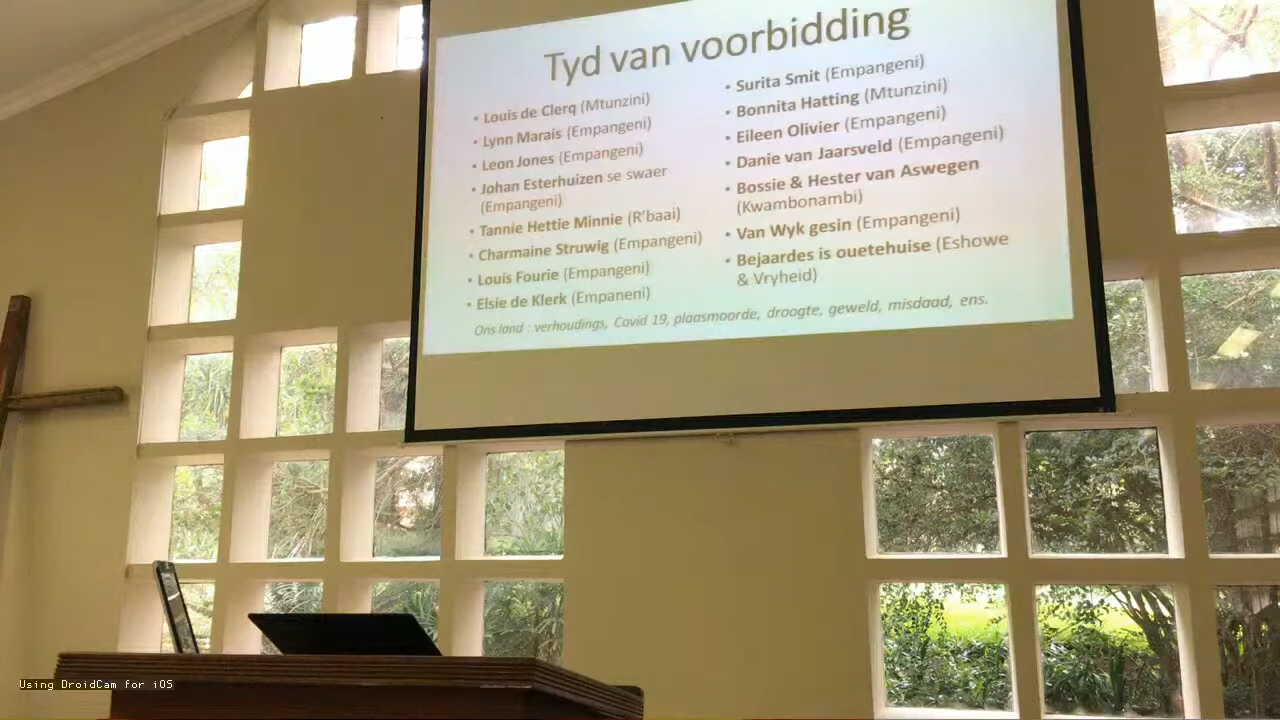 Tyd van voorbidding
• Louis de Clerq (Mtunzini)
• Lynn Marais (Empangeni)
• Leon Jones (Empangeni)
• Johan Esterhuizen se swaer
(Empangeni)
• Tannie Hettie Minnie (R'baai)
• Charmaine Struwig (Empangeni)
• Louis Fourie (Empangeni)
• Elsie de Klerk (Empaneni)
• Surita Smit (Empangeni)
• Bonnita Hatting (Mtunzini)
• Eileen Olivier (Empangeni)
• Danie van Jaarsveld (Empangeni)
• Bossie & Hester van Aswegen
(Kwambonambi)
• Van Wyk gesin (Empangeni)
• Bejaardes is ouetehuise (Eshowe
& Vryheid)
Ons land : verhoudings, Covid 19, plaasmoorde, droogte, geweld, misdaad, ens.
Using DroidCam for iOS